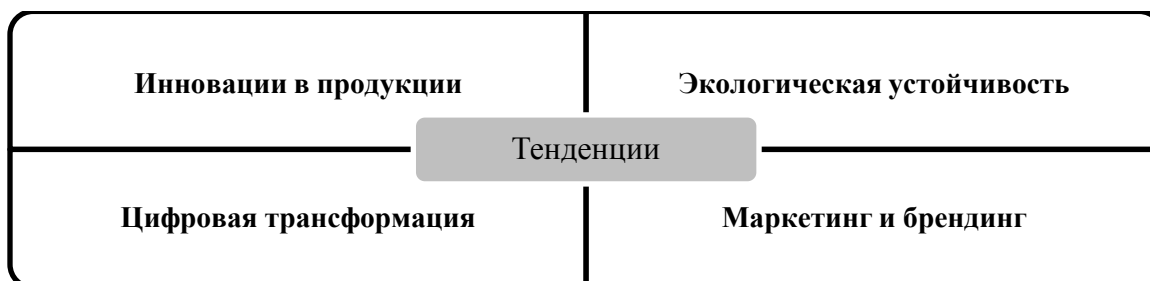 Инновации в продукции
Экологическая устойчивость
Тенденции
Цифровая трансформация
Маркетинг и брендинг